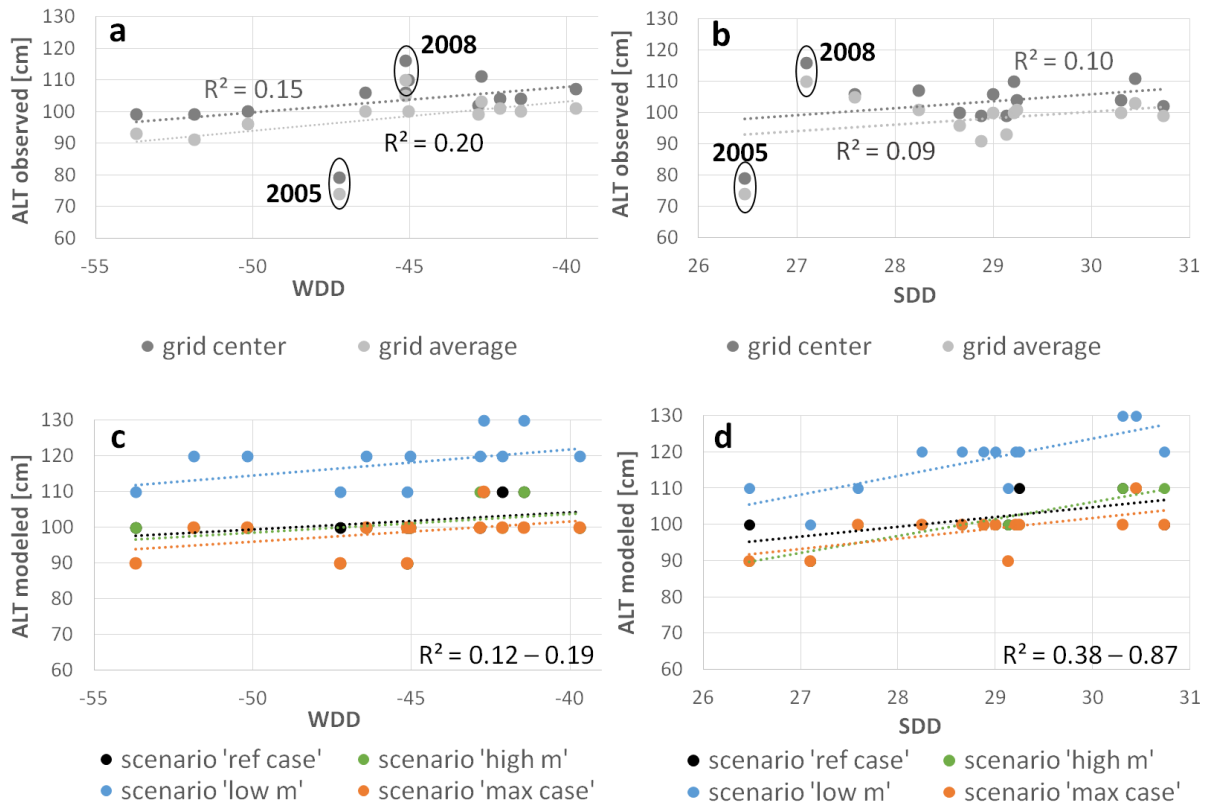 a
ALT observed [cm]
130
120
110
100
90
80
70
60
2008
R² = 0.15
R² = 0.20
2005
-55
-50
-45
-40
WDD
grid center
grid average
b
ALT observed [cm]
130
120
110
100
90
80
70
60
2008
R² = 0.10
R² = 0.09
2005
26
27
28
29
30
31
SDD
grid center
grid average
c
ALT modeled [cm]
130
120
110
100
90
80
70
60
R² = 0.12 – 0.19
-55
-50
-45
-40
WDD
scenario 'ref case'
scenario 'high m'
scenario 'low m'
scenario 'max case'
d
ALT modeled [cm]
130
120
110
100
90
80
70
60
R² = 0.38 – 0.87
26
27
28
29
30
31
SDD
scenario 'ref case'
scenario 'high m'
scenario 'low m'
scenario 'max case'